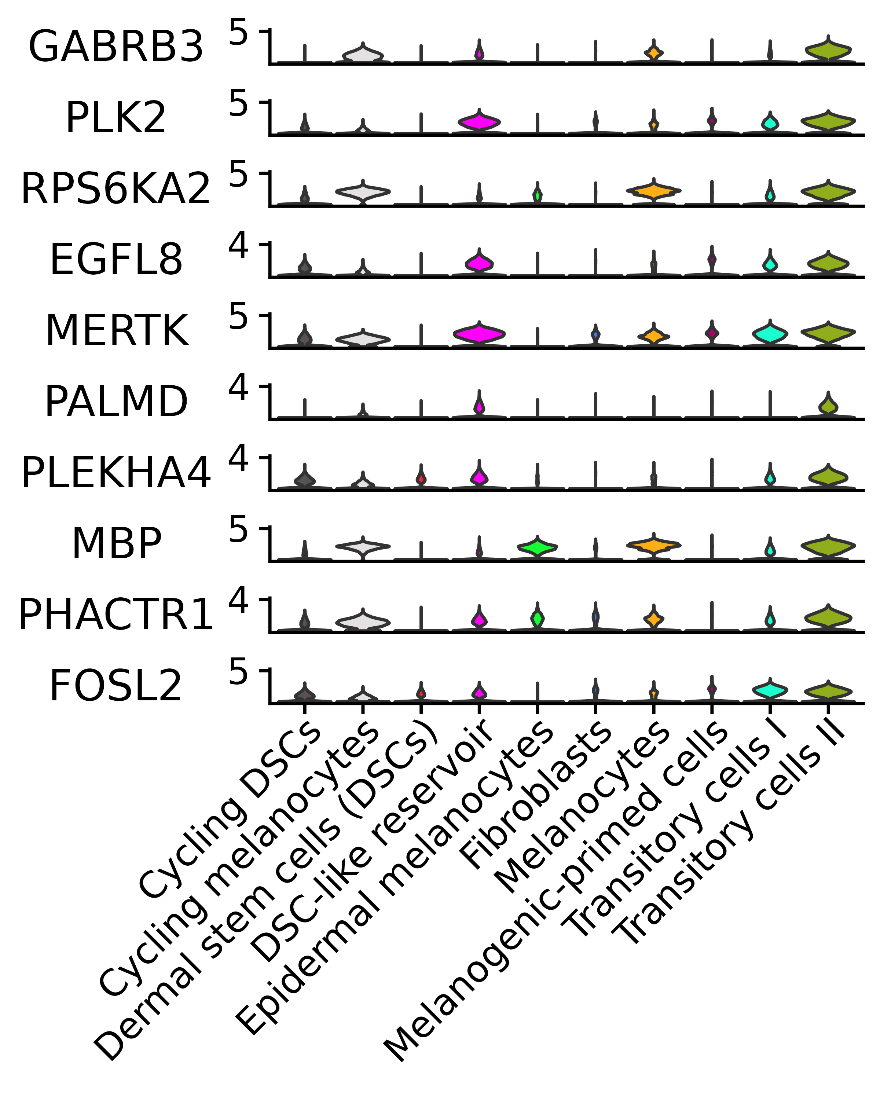 GABRB3 5
PLK2 5
RPS6KA2 5
EGFL8 4
MERTK 5
PALMD 4
PLEKHA4 4
MBP 5
PHACTR1 4
FOSL2 5
Cycling DSCs
Cycling melanocytes
Dermal stem cells (DSCs)
DSC-like reservoir
Epidermal melanocytes
Fibroblasts
Melanocytes
Melanogenic-primed cells
Transitory cells I
Transitory cells II